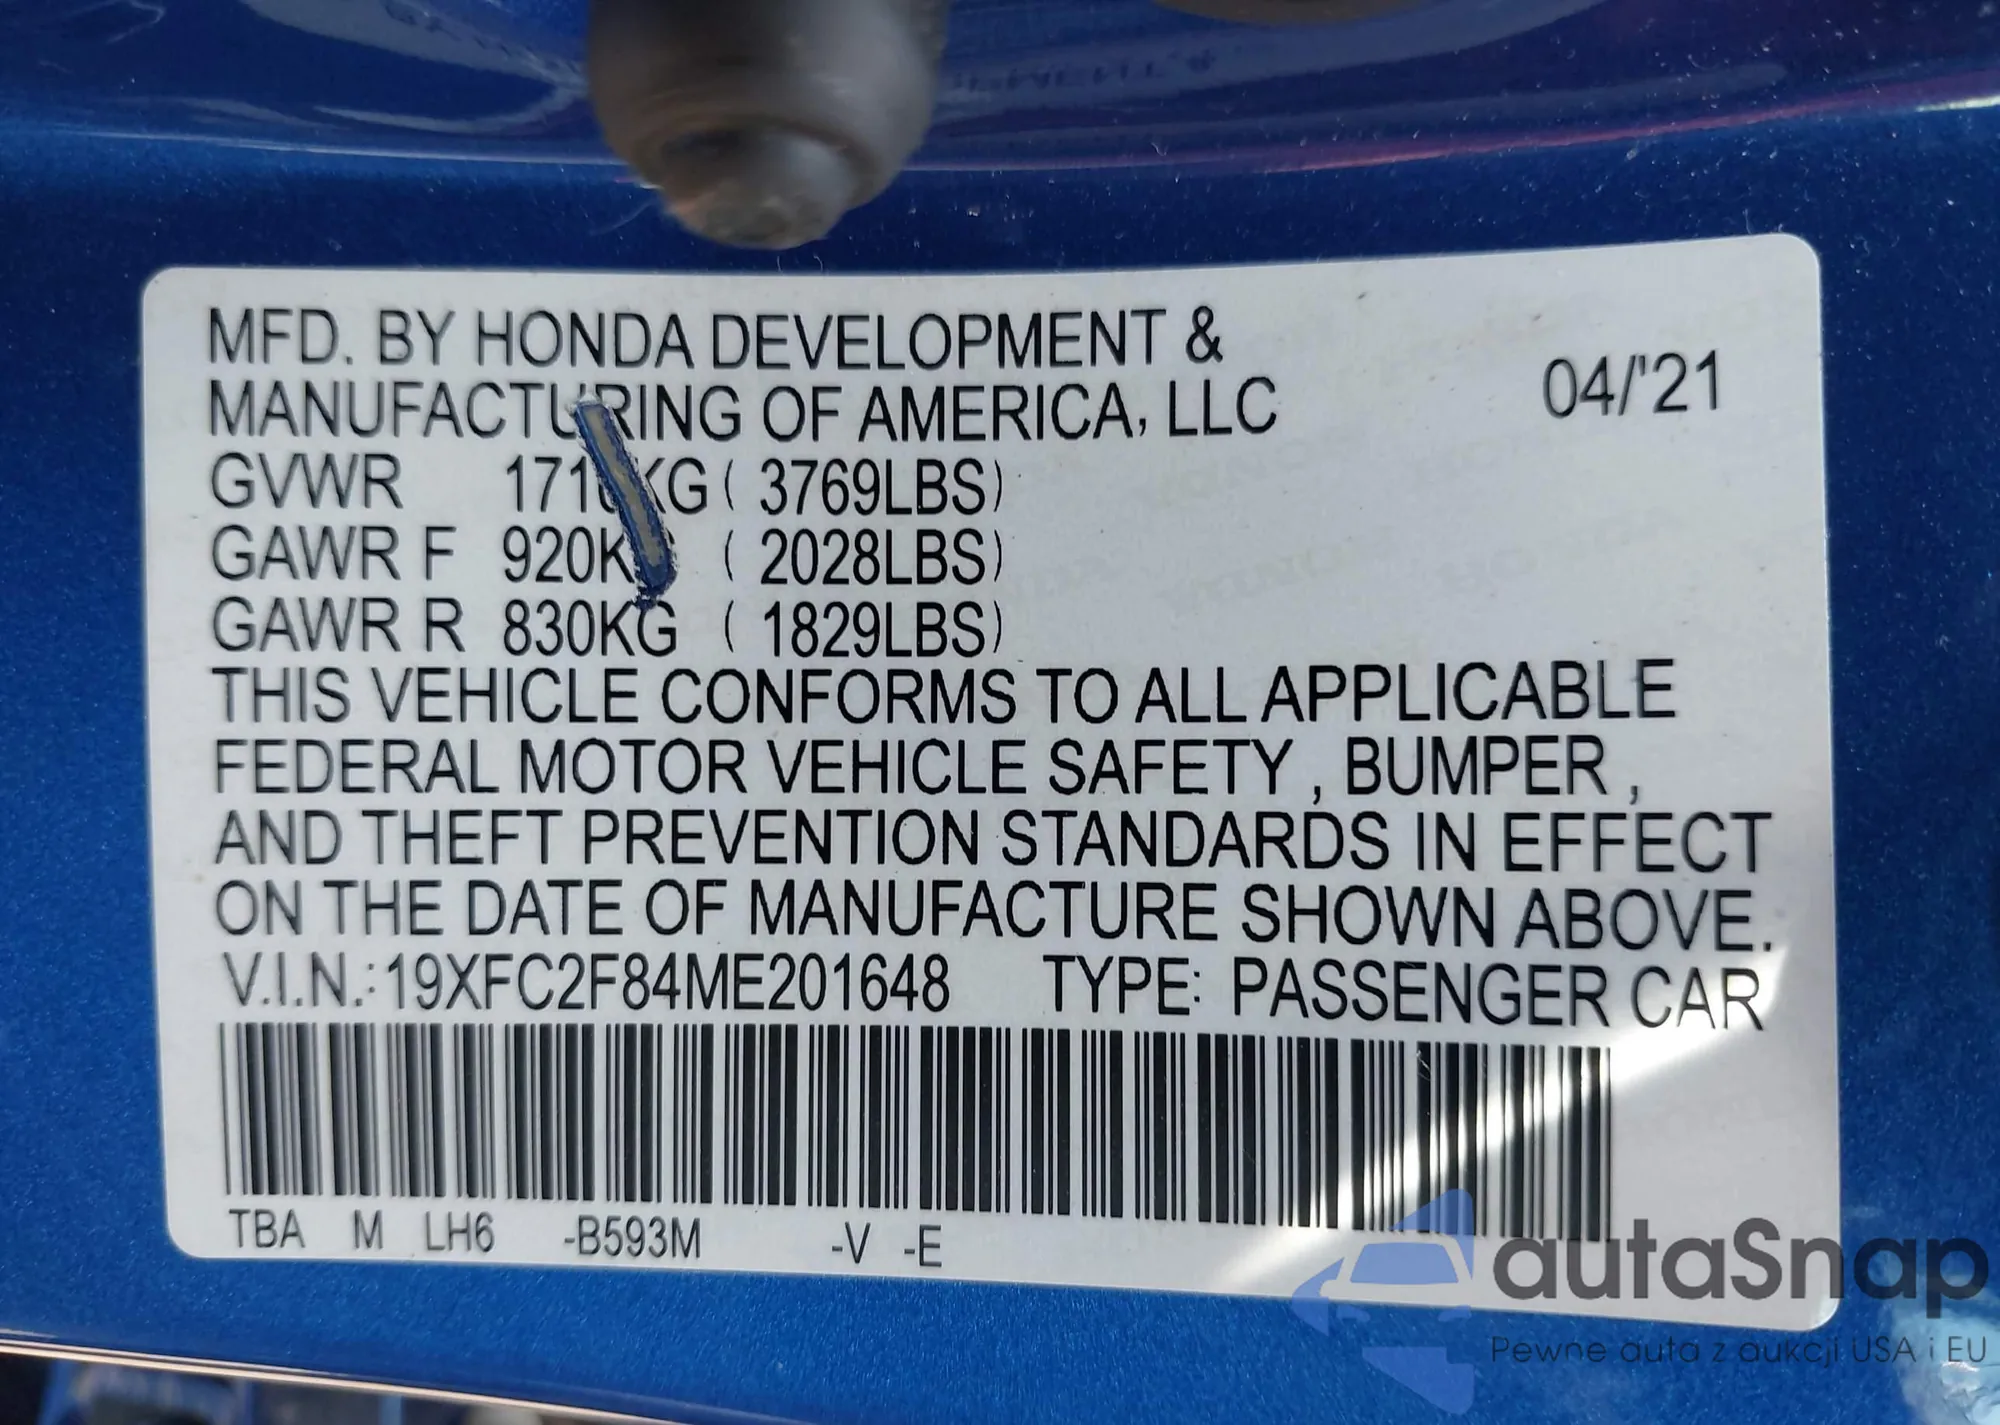 MFD. BY HONDA DEVELOPMENT &
MANUFACTURING OF AMERICA, LLC
04/'21
GVWR 1710KG ( 3769LBS)
GAWR F 920KG ( 2028LBS)
GAWR R 830KG ( 1829LBS)
THIS VEHICLE CONFORMS TO ALL APPLICABLE
FEDERAL MOTOR VEHICLE SAFETY , BUMPER ,
AND THEFT PREVENTION STANDARDS IN EFFECT
ON THE DATE OF MANUFACTURE SHOWN ABOVE.
V.I.N.:19XFC2F84ME201648 TYPE: PASSENGER CAR
TBA M LH6 -B593M -V -E
autaSnap
Pewne auta z aukcji USA i EU